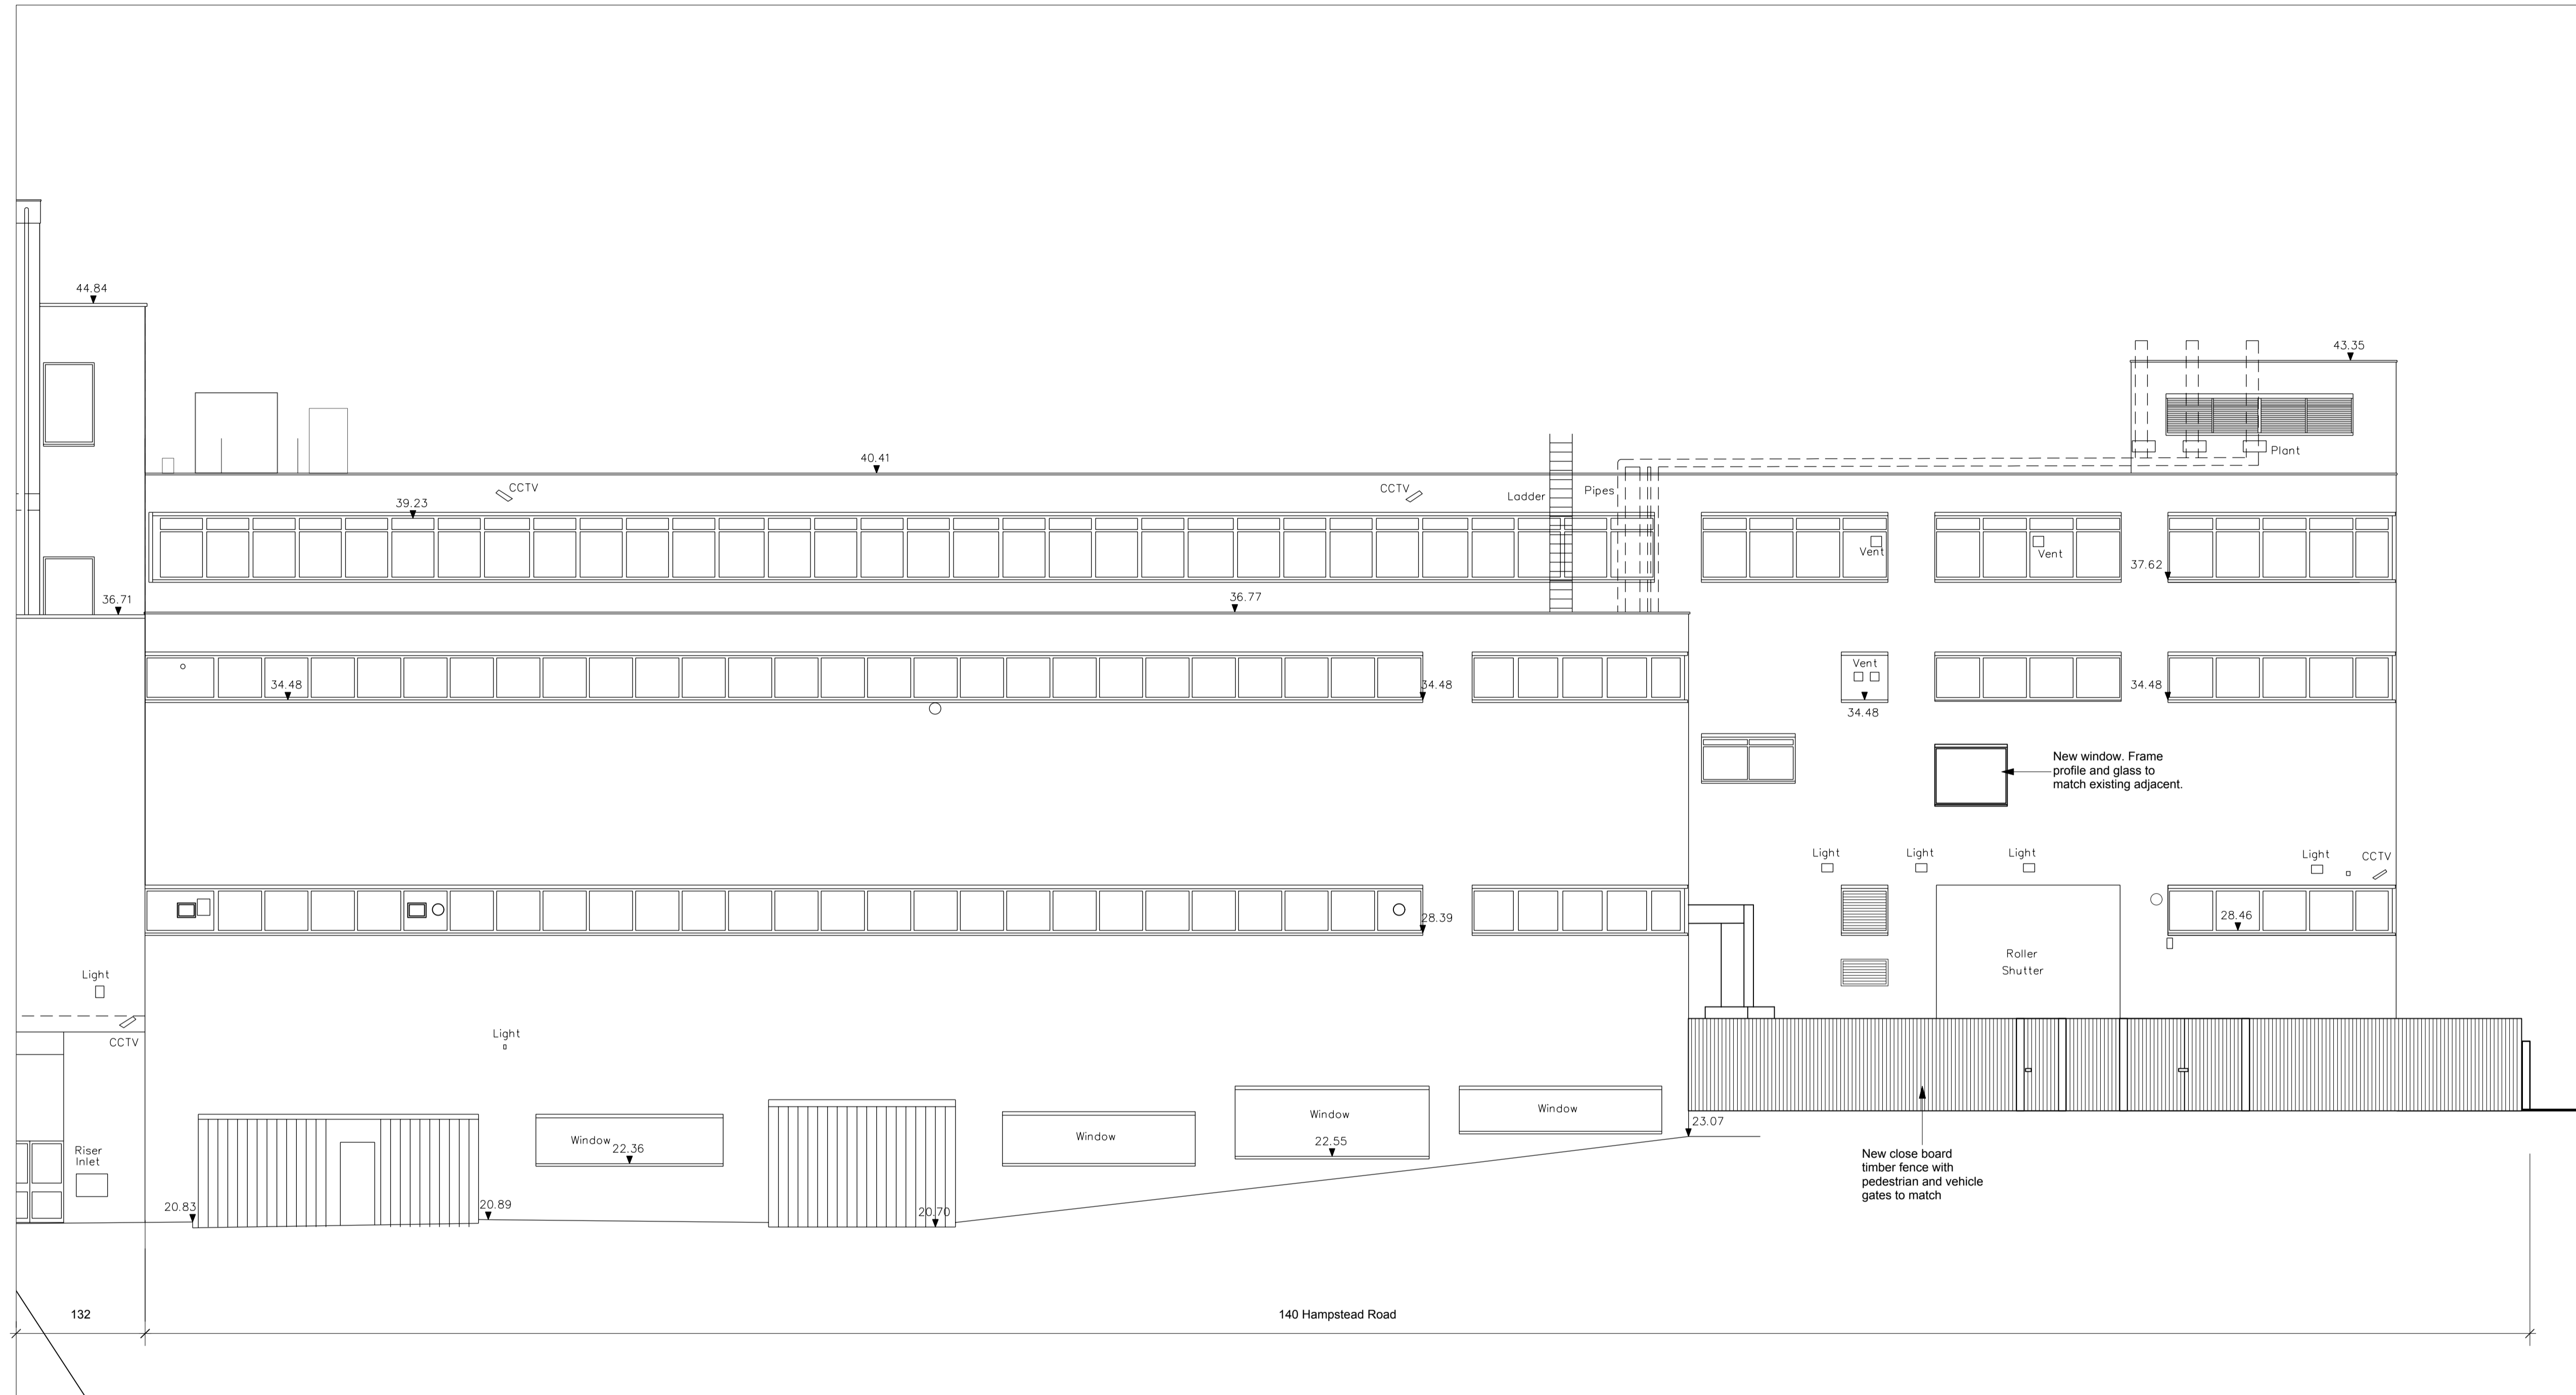 44.84
43.35
Plant
40.41
CCTV
CCTV
Ladder
Pipes
39.23
Vent
Vent
37.62
36.71
36.77
34.48
34.48
Vent
34.48
34.48
New window. Frame
profile and glass to
match existing adjacent.
Light
Light
Light
Light
CCTV
28.39
28.46
Roller
Shutter
Light
CCTV
Light
Window
22.36
Window
Window
22.55
Window
23.07
Riser
Inlet
20.83
20.89
20.70
New close board
timber fence with
pedestrian and vehicle
gates to match
132
140 Hampstead Road